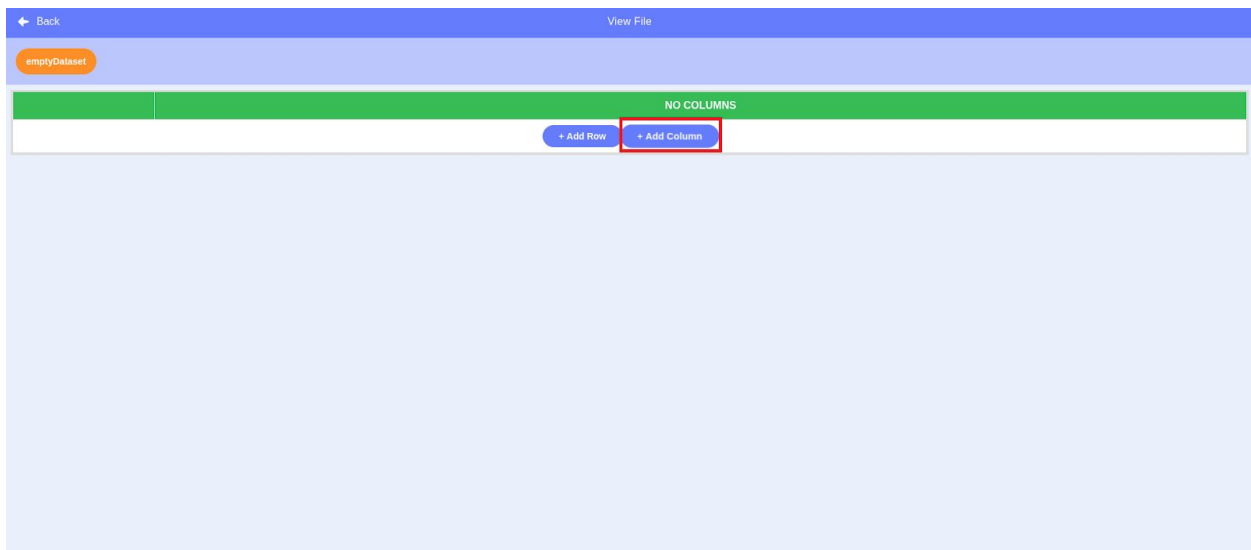 Back View File
emptyDataset
NO COLUMNS
+ Add Row + Add Column